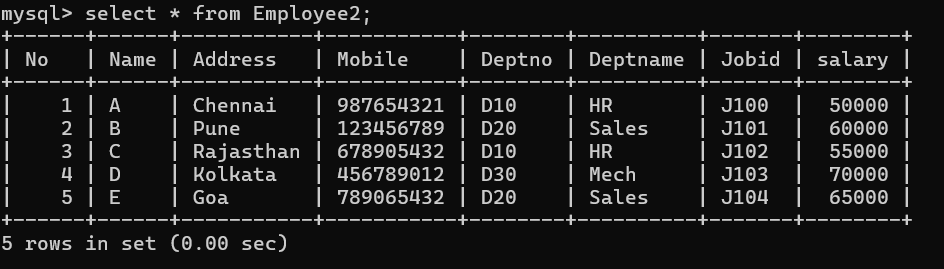 mysql> select * from Employee2;
+------+------+-----------+-----------+--------+----------+-------+--------+
| No   | Name | Address   | Mobile    | Deptno | Deptname | Jobid | salary |
+------+------+-----------+-----------+--------+----------+-------+--------+
|    1 | A    | Chennai   | 987654321 | D10    | HR       | J100  |  50000 |
|    2 | B    | Pune      | 123456789 | D20    | Sales    | J101  |  60000 |
|    3 | C    | Rajasthan | 678905432 | D10    | HR       | J102  |  55000 |
|    4 | D    | Kolkata   | 456789012 | D30    | Mech     | J103  |  70000 |
|    5 | E    | Goa       | 789065432 | D20    | Sales    | J104  |  65000 |
+------+------+-----------+-----------+--------+----------+-------+--------+
5 rows in set (0.00 sec)